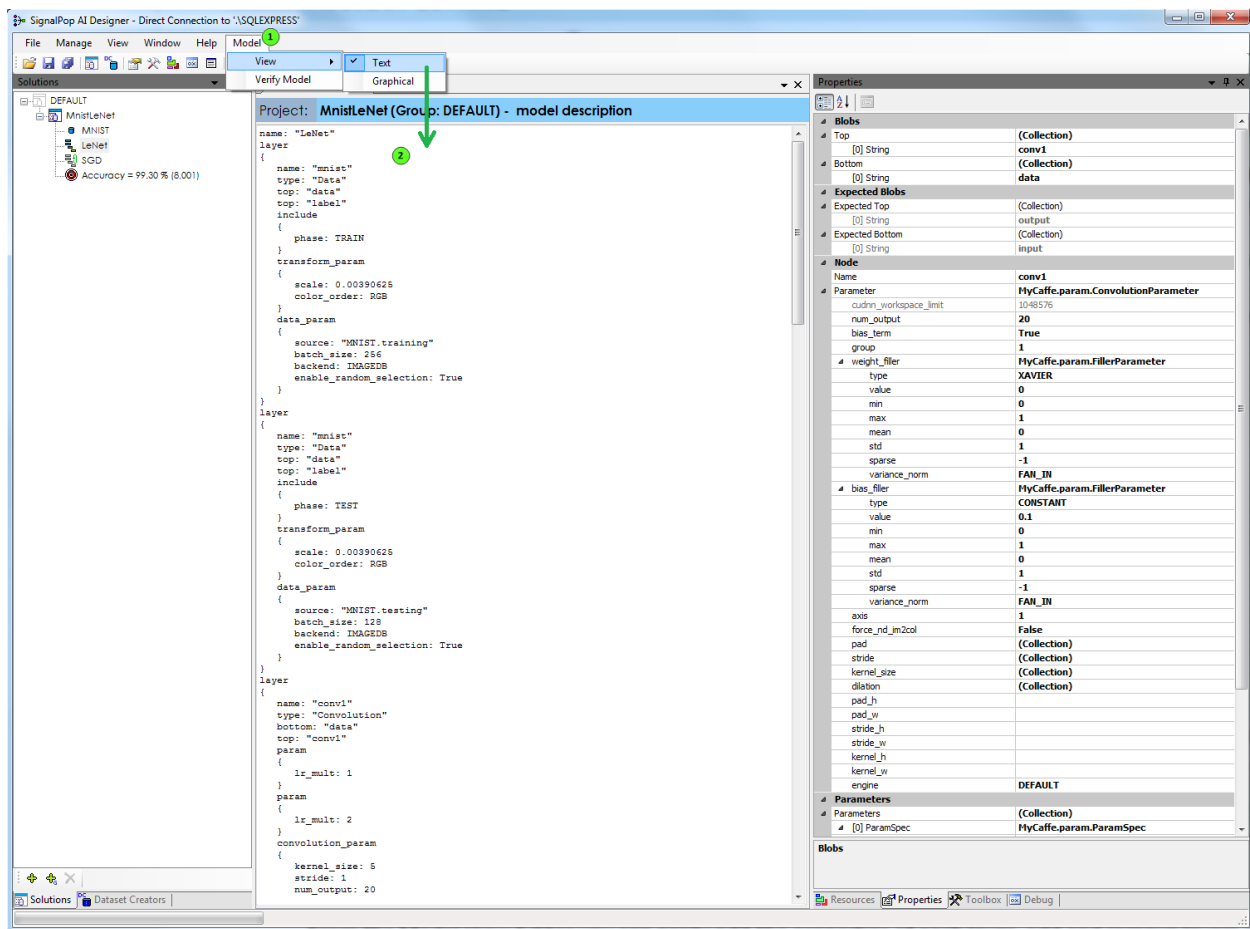 SignalPop AI Designer - Direct Connection to '.\SQLEXPRESS'
File Manage View Window Help Model
1
View
Verify Model
Text
Graphical
Solutions
DEFAULT
MnistLeNet
MNIST
LeNet
SGD
Accuracy = 99.30 % (8,001)
Solutions Dataset Creators
Project: MnistLeNet (Group: DEFAULT) - model description
2
name: "LeNet"
layer
{
name: "mnist"
type: "Data"
top: "data"
top: "label"
include
{
phase: TRAIN
}
transform_param
{
scale: 0.00390625
color_order: RGB
}
data_param
{
source: "MNIST.training"
batch_size: 256
backend: IMAGEDB
enable_random_selection: True
}
}
layer
{
name: "mnist"
type: "Data"
top: "data"
top: "label"
include
{
phase: TEST
}
transform_param
{
scale: 0.00390625
color_order: RGB
}
data_param
{
source: "MNIST.testing"
batch_size: 128
backend: IMAGEDB
enable_random_selection: True
}
}
layer
{
name: "conv1"
type: "Convolution"
bottom: "data"
top: "conv1"
param
{
lr_mult: 1
}
param
{
lr_mult: 2
}
convolution_param
{
kernel_size: 5
stride: 1
num_output: 20
Properties
Blobs
Top (Collection)
[0] String conv1
Bottom (Collection)
[0] String data
Expected Blobs
Expected Top (Collection)
[0] String output
Expected Bottom (Collection)
[0] String input
Node
Name conv1
Parameter MyCaffe.param.ConvolutionParameter
cudnn_workspace_limit 1048576
num_output 20
bias_term True
group 1
weight_filler MyCaffe.param.FillerParameter
type XAVIER
value 0
min 0
max 1
mean 0
std 1
sparse -1
variance_norm FAN_IN
bias_filler MyCaffe.param.FillerParameter
type CONSTANT
value 0.1
min 0
max 1
mean 0
std 1
sparse -1
variance_norm FAN_IN
axis 1
force_nd_im2col False
pad (Collection)
stride (Collection)
kernel_size (Collection)
dilation (Collection)
pad_h
pad_w
stride_h
stride_w
kernel_h
kernel_w
engine DEFAULT
Parameters
Parameters (Collection)
[0] ParamSpec MyCaffe.param.ParamSpec
Blobs
Resources Properties Toolbox Debug